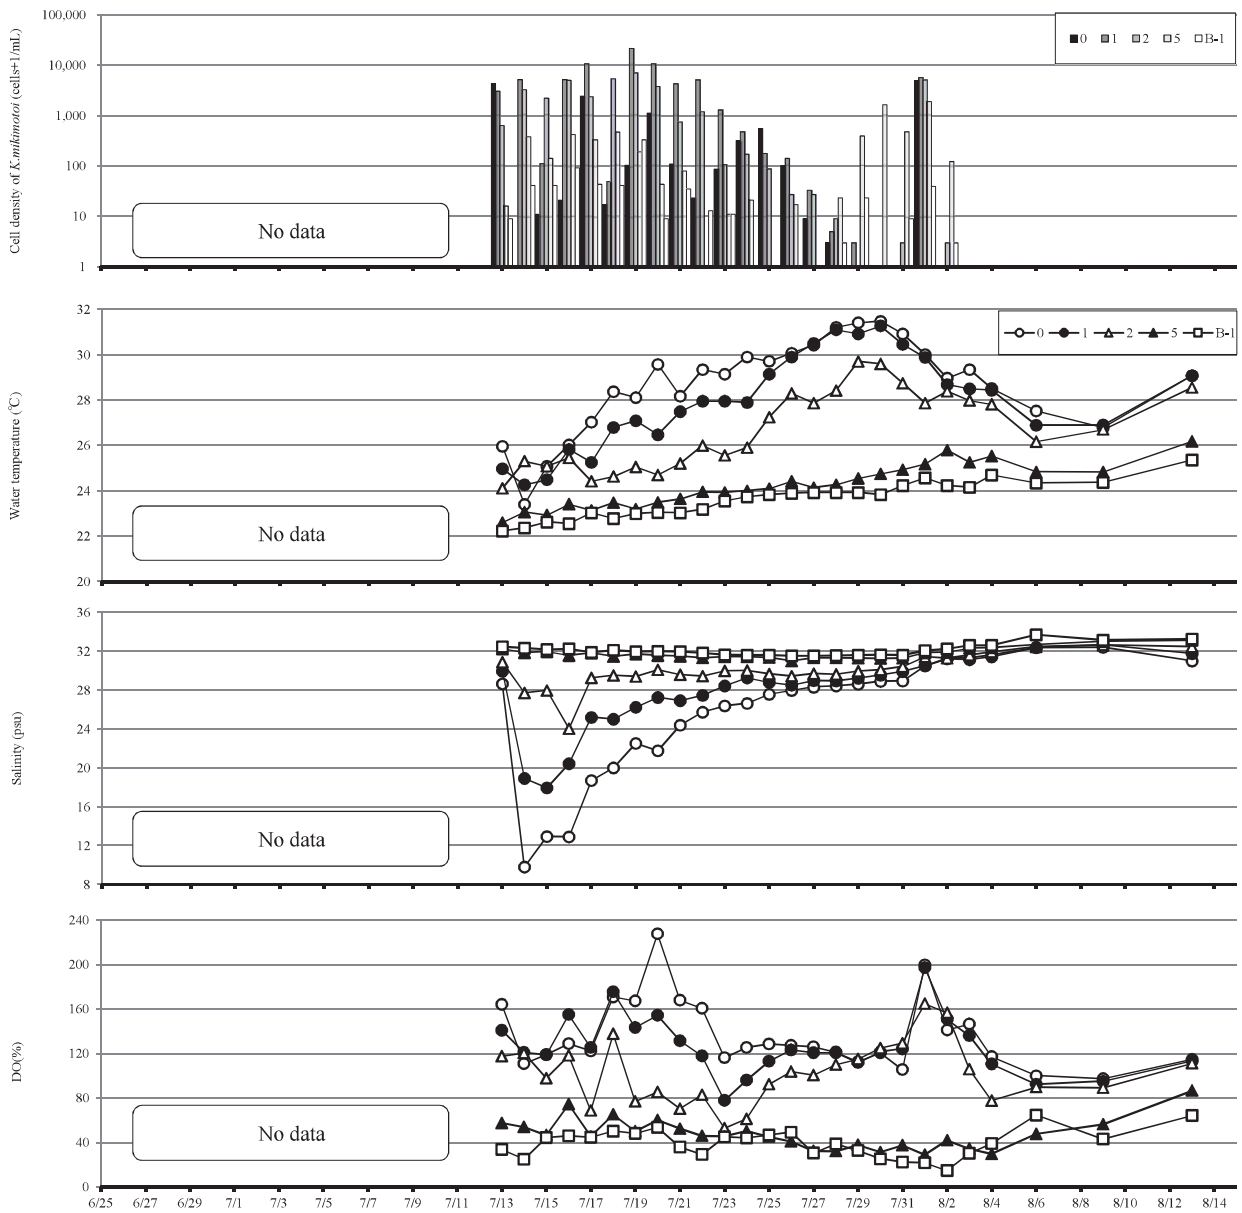 Cell density of K.mikimotoi (cells+1/mL)
100,000
10,000
1,000
100
10
1
0 1 2 5 B-1
No data
Water temperature (℃)
32
30
28
26
24
22
20
0 1 2 5 B-1
No data
Salinity (psu)
36
32
28
24
20
16
12
8
No data
DO(%)
240
200
160
120
80
40
0
No data
6/25 6/27 6/29 7/1 7/3 7/5 7/7 7/9 7/11 7/13 7/15 7/17 7/19 7/21 7/23 7/25 7/27 7/29 7/31 8/2 8/4 8/6 8/8 8/10 8/12 8/14